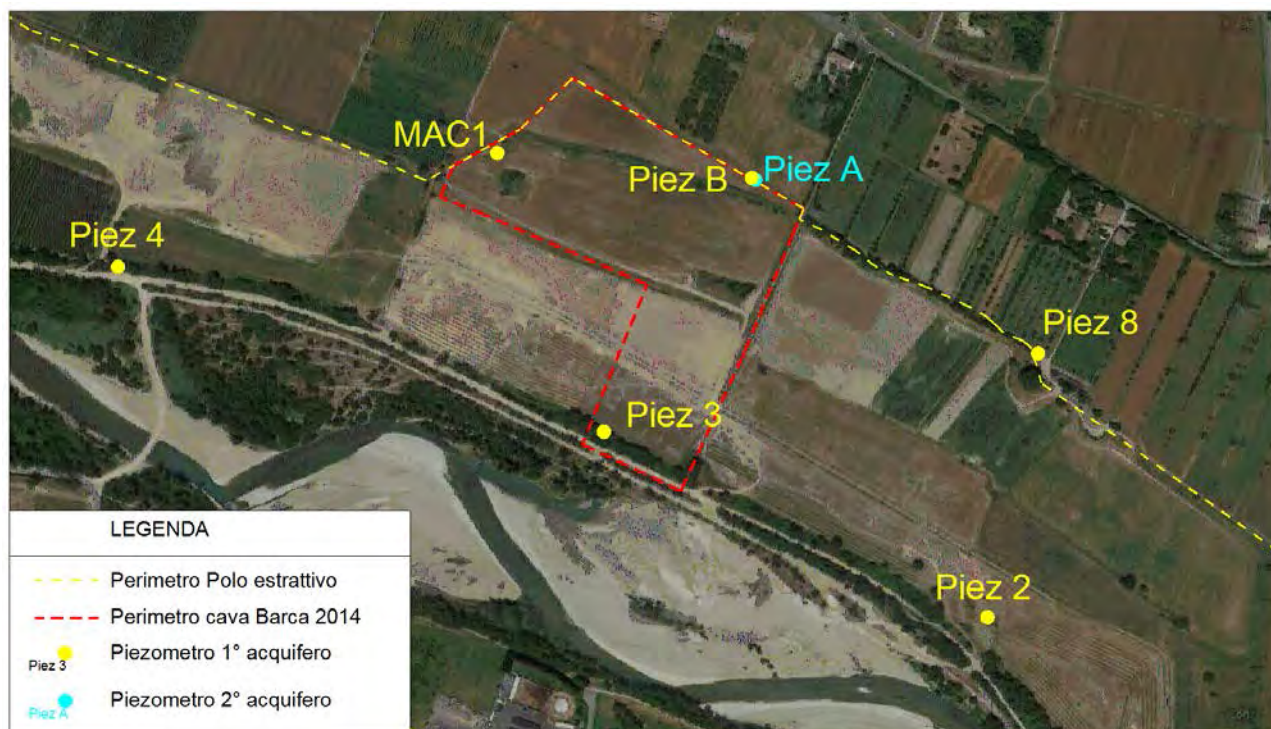 MAC1
Piez B
Piez A
Piez 4
Piez 8
Piez 3
Piez 2
LEGENDA
Perimetro Polo estrattivo
Perimetro cava Barca 2014
Piezometro 1° acquifero
Piez 3
Piezometro 2° acquifero
Piez A